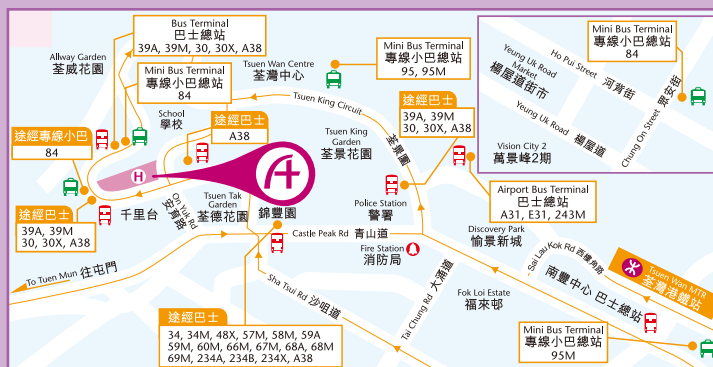 Bus Terminal
巴士總站
39A, 39M, 30, 30X, A38
Allway Garden
荃威花園
Mini Bus Terminal
專線小巴總站
84
School
學校
途經專線小巴
84
途經巴士
A38
Tsuen Wan Centre
荃灣中心
Mini Bus Terminal
專線小巴總站
95, 95M
Tsuen King Circuit
荃景圍
Tsuen King
Garden
荃景花園
途經巴士
39A, 39M
30, 30X, A38
Mini Bus Terminal
專線小巴總站
84
Yeung Uk Road
Market
楊屋道街市
Ho Pui Street 河背街
Yeung Uk Road 楊屋道
Chung On Street 眾安街
Vision City 2
萬景峰2期
Airport Bus Terminal
巴士總站
A31, E31, 243M
H
途經巴士
39A, 39M
30, 30X, A38
千里台
On Yuk Rd
安育路
Tsuen Tak
Garden
荃德花園
錦豐園
Police Station
警署
Castle Peak Rd 青山道
Fire Station
消防局
Discovery Park
愉景新城
Sai Lau Kok Rd 西樓角路
Tsuen Wan MTR
荃灣港鐵站
南豐中心 巴士總站
To Tuen Mun 往屯門
Sha Tsui Rd 沙咀道
Tai Chung Rd 大涌道
Fok Loi Estate
福來邨
途經巴士
34, 34M, 48X, 57M, 58M, 59A
59M, 60M, 66M, 67M, 68A, 68M
69M, 234A, 234B, 234X, A38
Mini Bus Terminal
專線小巴總站
95M